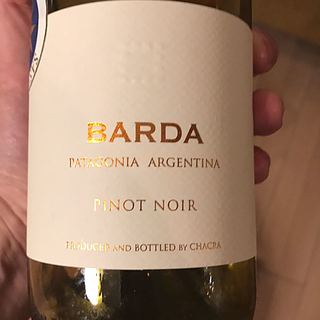 BARDA
PATAGONIA ARGENTINA
PINOT NOIR
PRODUCED AND BOTTLED BY CHACRA